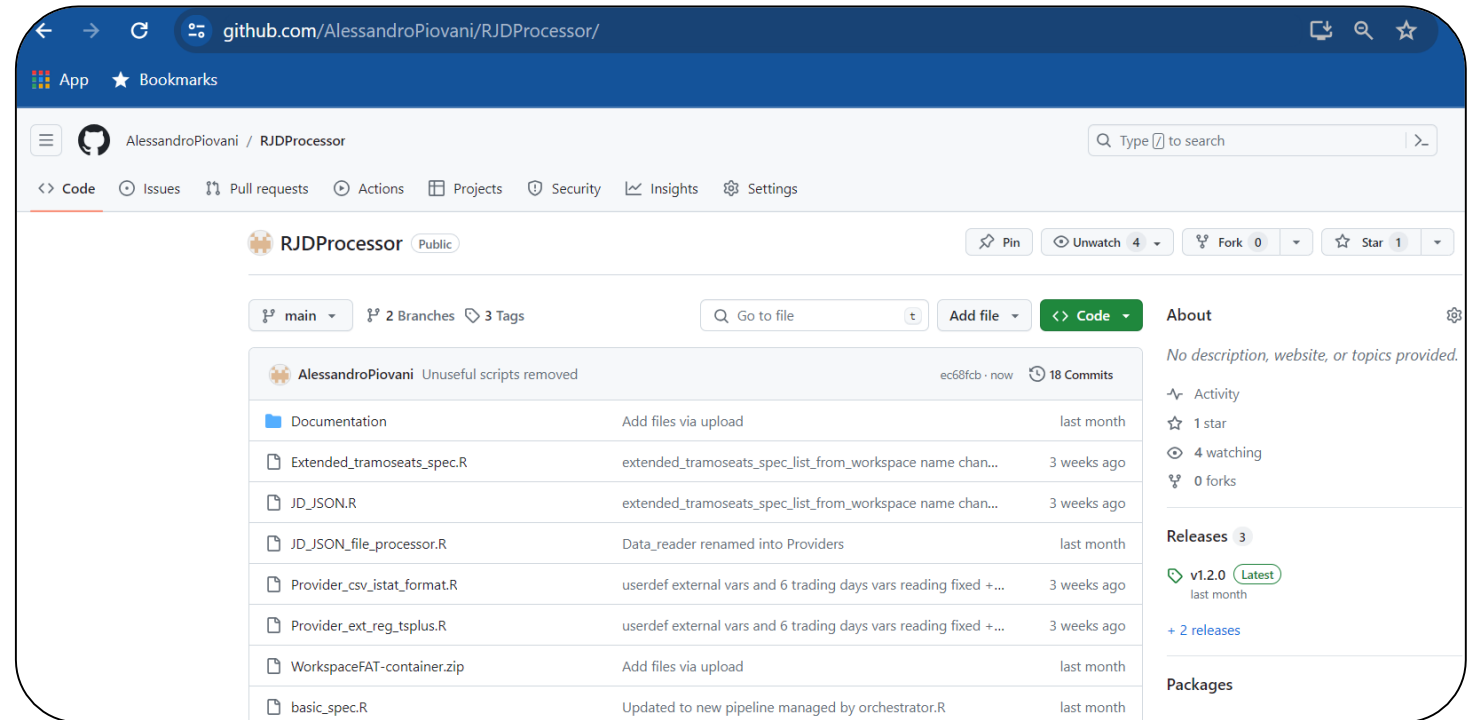 github.com/AlessandroPiovani/RJDProcessor/
App Bookmarks
AlessandroPiovani / RJDProcessor
Type / to search
Code Issues Pull requests Actions Projects Security Insights Settings
RJDProcessor Public
Pin Unwatch 4 Fork 0 Star 1
main 2 Branches 3 Tags
Go to file t Add file Code
AlessandroPiovani Unuseful scripts removed ec68fcb · now 18 Commits
Documentation Add files via upload last month
Extended_tramoseats_spec.R extended_tramoseats_spec_list_from_workspace name chan... 3 weeks ago
JD_JSON.R extended_tramoseats_spec_list_from_workspace name chan... 3 weeks ago
JD_JSON_file_processor.R Data_reader renamed into Providers last month
Provider_csv_istat_format.R userdef external vars and 6 trading days vars reading fixed +... 3 weeks ago
Provider_ext_reg_tsplus.R userdef external vars and 6 trading days vars reading fixed +... 3 weeks ago
WorkspaceFAT-container.zip Add files via upload last month
basic_spec.R Updated to new pipeline managed by orchestrator.R last month
About
No description, website, or topics provided.
Activity
1 star
4 watching
0 forks
Releases 3
v1.2.0 Latest
last month
+ 2 releases
Packages